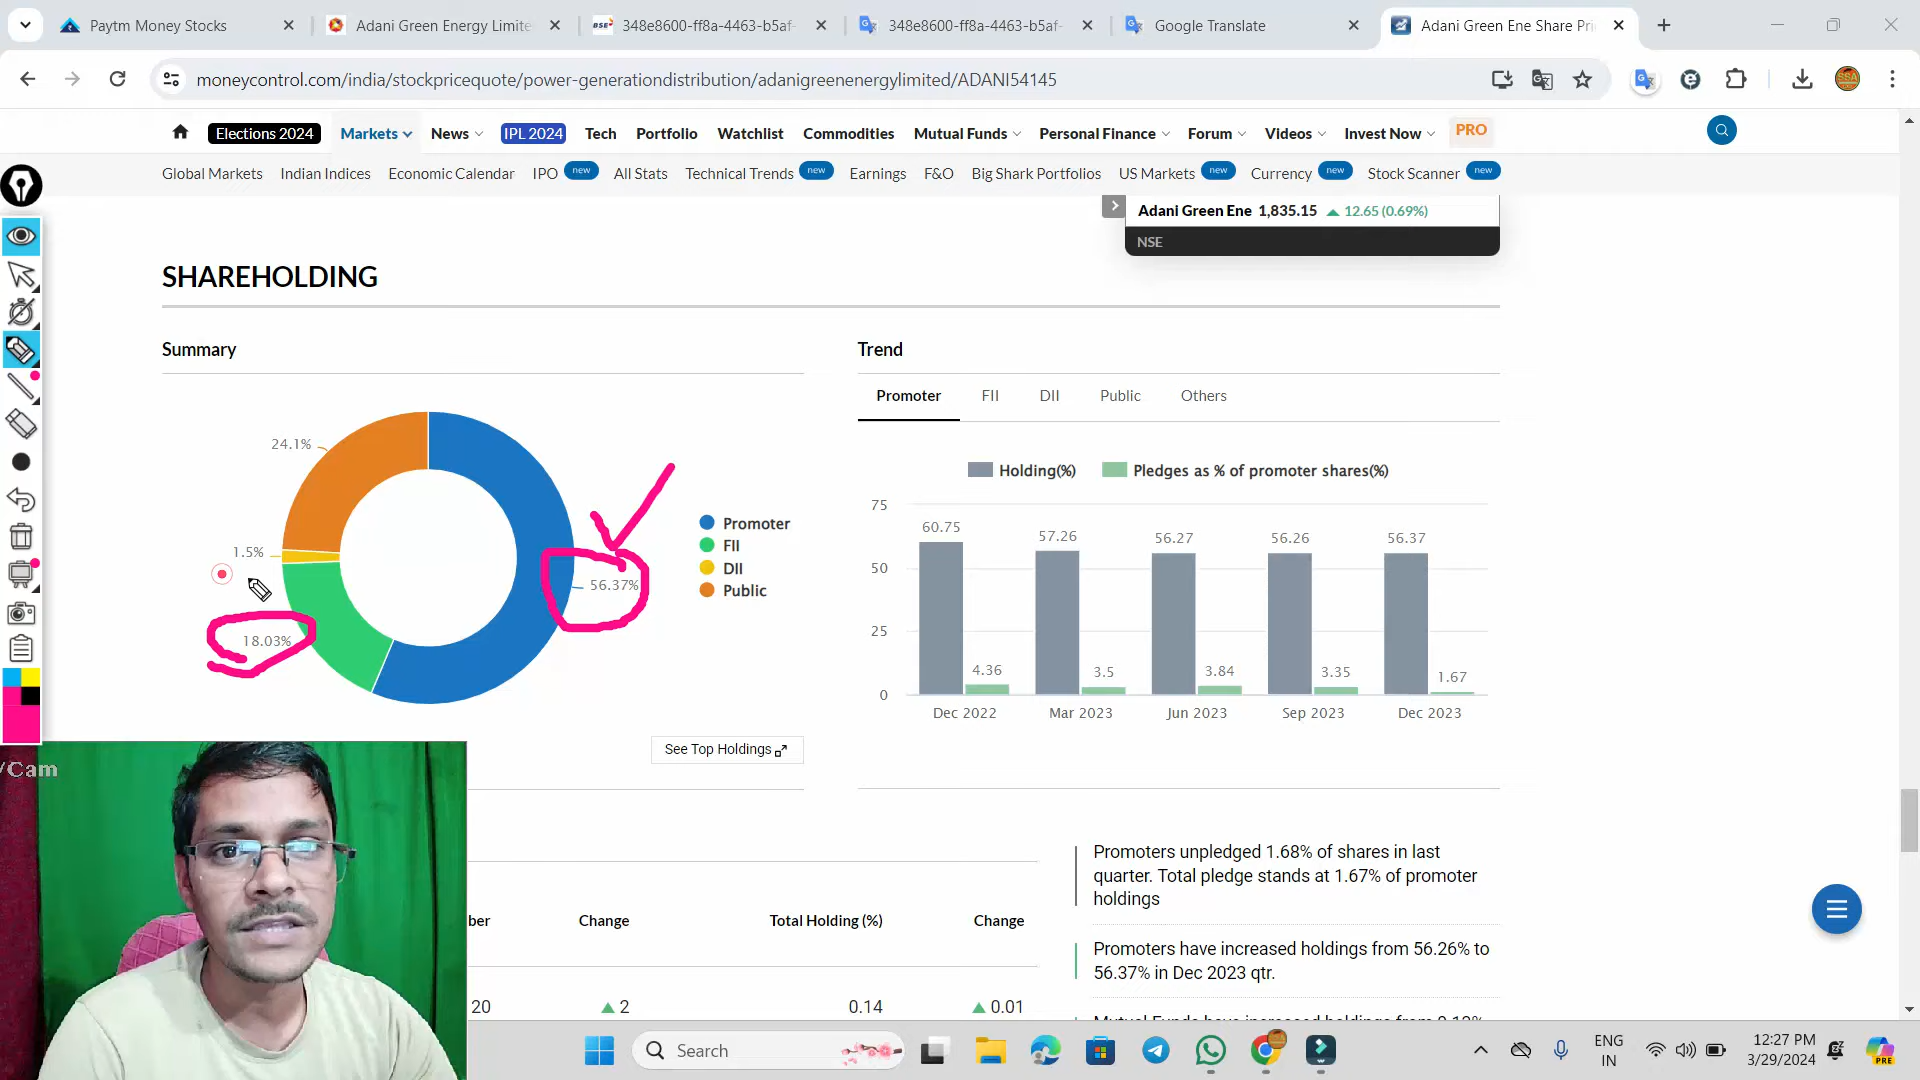 Paytm Money Stocks
Adani Green Energy Limite
BSE
348e8600-ff8a-4463-b5af-
348e8600-ff8a-4463-b5af-
Google Translate
Adani Green Ene Share Pri
moneycontrol.com/india/stockpricequote/power-generationdistribution/adanigreenenergylimited/ADANI54145
Elections 2024
Markets
News
IPL 2024
Tech
Portfolio
Watchlist
Commodities
Mutual Funds
Personal Finance
Forum
Videos
Invest Now
PRO
Global Markets
Indian Indices
Economic Calendar
IPO new
All Stats
Technical Trends new
Earnings
F&O
Big Shark Portfolios
US Markets new
Currency new
Stock Scanner new
Adani Green Ene 1,835.15 12.65 (0.69%)
NSE
SHAREHOLDING
Summary
24.1%
1.5%
18.03%
56.37%
Promoter
FII
DII
Public
See Top Holdings
Trend
Promoter FII DII Public Others
Holding(%) Pledges as % of promoter shares(%)
75
50
25
0
60.75 57.26 56.27 56.26 56.37
4.36 3.5 3.84 3.35 1.67
Dec 2022 Mar 2023 Jun 2023 Sep 2023 Dec 2023
Cam
ber Change Total Holding (%) Change
20 2 0.14 0.01
Promoters unpledged 1.68% of shares in last
quarter. Total pledge stands at 1.67% of promoter
holdings
Promoters have increased holdings from 56.26% to
56.37% in Dec 2023 qtr.
Mutual Funds have increased holdings from
Search
ENG
IN
12:27 PM
3/29/2024
PRE